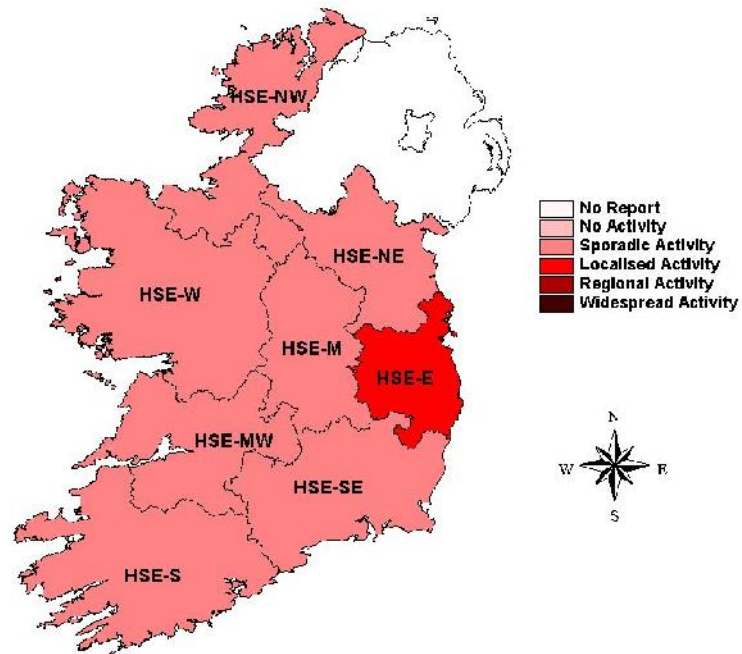 HSE-NW
No Report
No Activity
Sporadic Activity
Localised Activity
Regional Activity
Widespread Activity
HSE-NE
HSE-W
HSE-M
HSE-E
HSE-MW
HSE-SE
HSE-S
N
W E
S